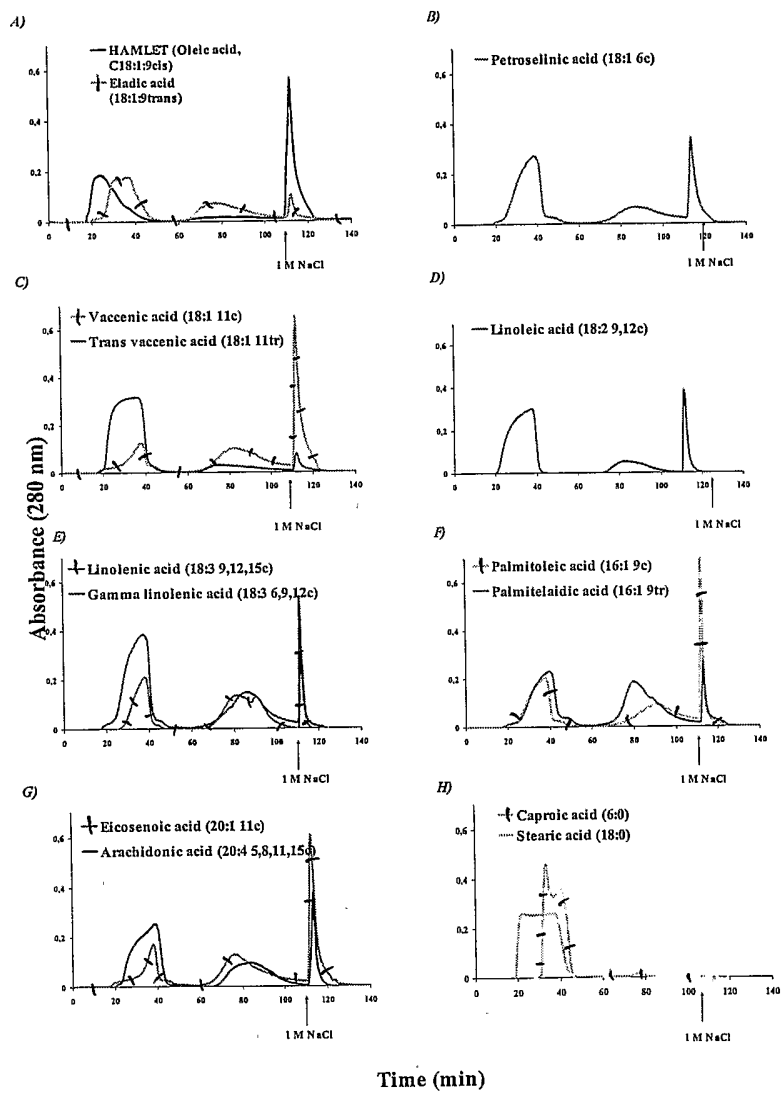 A)
HAMLET (Oleic acid,
C18:1:9cis)
Eladic acid
(18:1:9trans)
0,6
0,4
0,2
0
0 20 40 60 80 100 120 140
1 M NaCl
B)
Petroselinic acid (18:1 6c)
0,6
0,4
0,2
0
0 20 40 60 80 100 120 140
1 M NaCl
C)
Vaccenic acid (18:1 11c)
Trans vaccenic acid (18:1 11tr)
0,6
0,4
0,2
0
0 20 40 60 80 100 120 140
1 M NaCl
D)
Linoleic acid (18:2 9,12c)
0,6
0,4
0,2
0
0 20 40 60 80 100 120 140
1 M NaCl
Absorbance (280 nm)
E)
Linolenic acid (18:3 9,12,15c)
Gamma linolenic acid (18:3 6,9,12c)
0,6
0,4
0,2
0
0 20 40 60 80 100 120 140
1 M NaCl
F)
Palmitoleic acid (16:1 9c)
Palmitelaidic acid (16:1 9tr)
0,6
0,4
0,2
0
0 20 40 60 80 100 120 140
1 M NaCl
G)
Eicosenoic acid (20:1 11c)
Arachidonic acid (20:4 5,8,11,15c)
0,6
0,4
0,2
0
0 20 40 60 80 100 120 140
1 M NaCl
H)
Caproic acid (6:0)
Stearic acid (18:0)
0,6
0,4
0,2
0
0 20 40 60 80 100 120 140
1 M NaCl
Time (min)